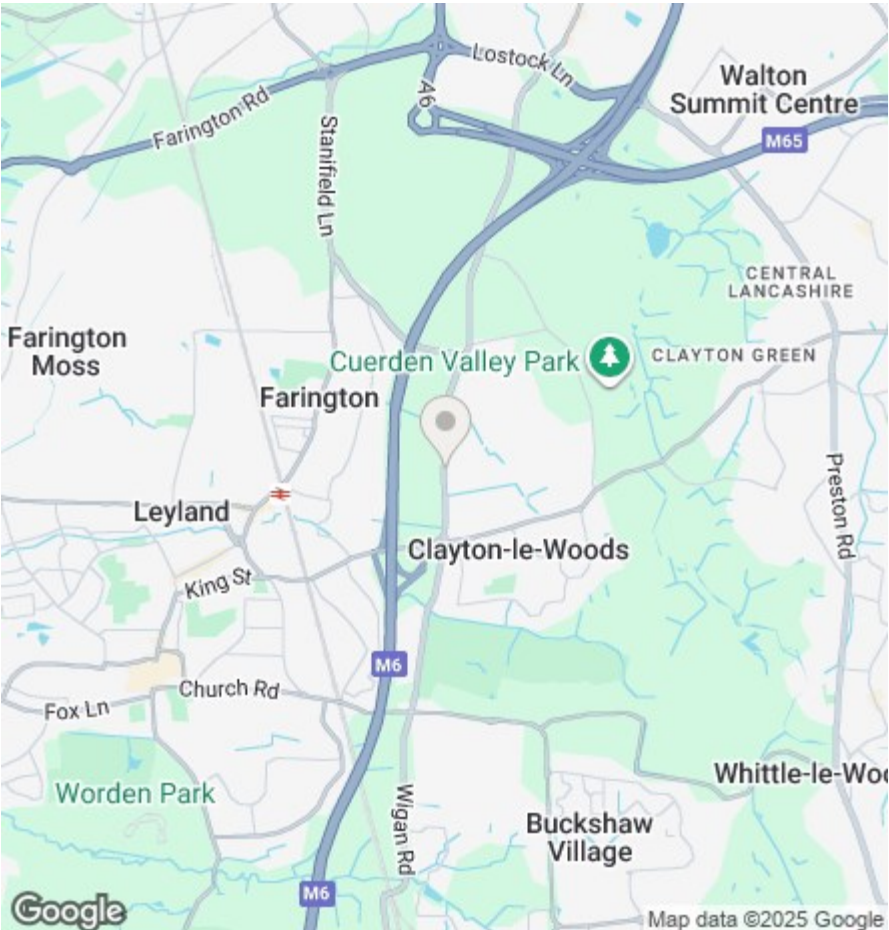 Lostock Ln
Walton
Summit Centre
A6
Farington Rd
M65
Stanifield Ln
CENTRAL
LANCASHIRE
Farington
Moss
Cuerden Valley Park
CLAYTON GREEN
Farington
Leyland
Preston Rd
Clayton-le-Woods
King St
M6
Church Rd
Fox Ln
Whittle-le-Woo
Worden Park
Wigan Rd
Buckshaw
Village
M6
Google
Map data ©2025 Google